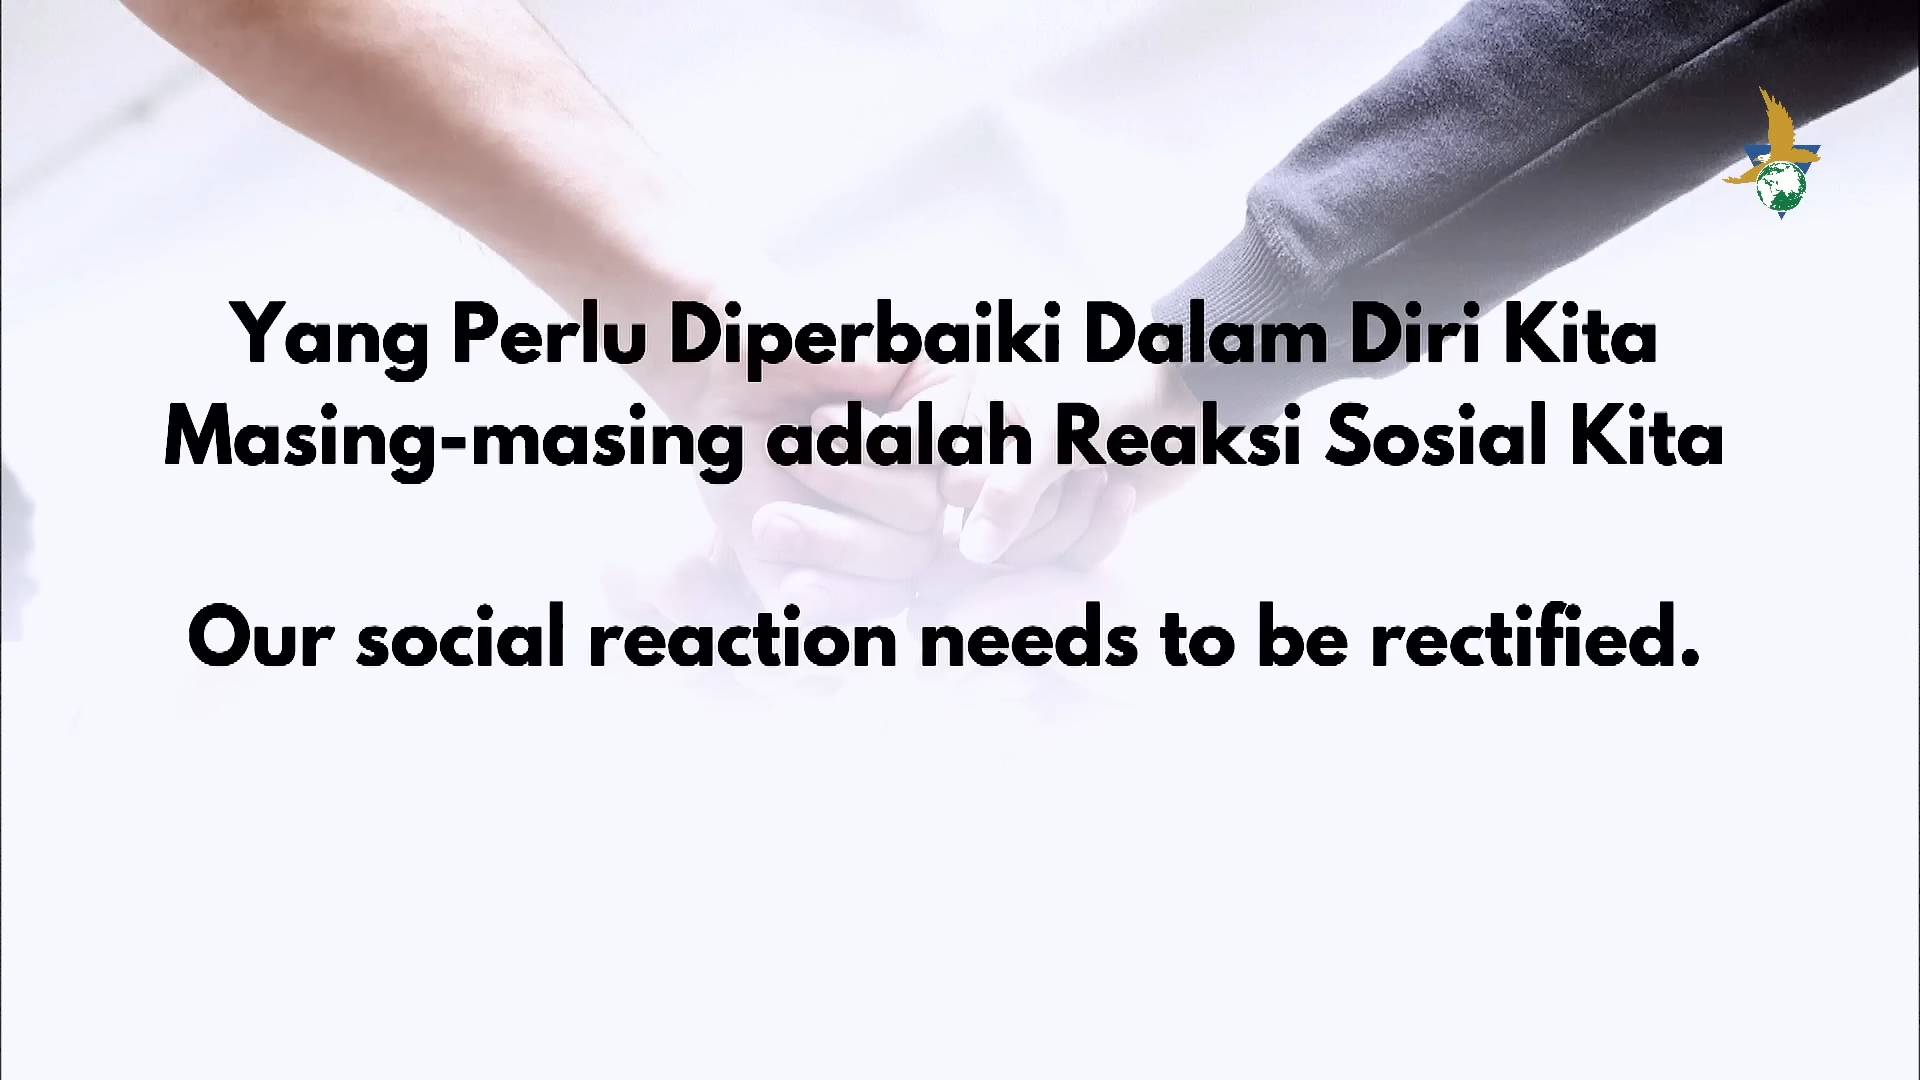 Yang Perlu Diperbaiki Dalam Diri Kita
Masing-masing adalah Reaksi Sosial Kita
Our social reaction needs to be rectified.